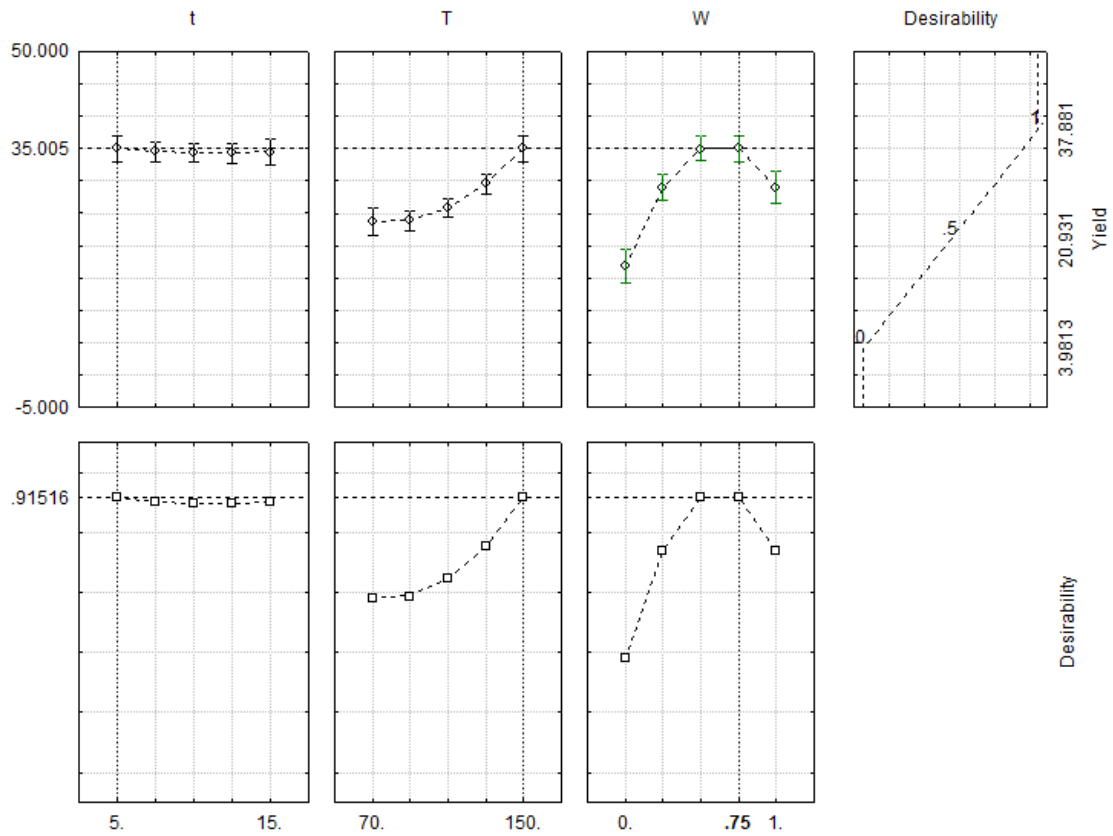 t T W Desirability
50.000
35.005
-5.000
0
.5
1.
37.881
20.931
3.9813
Yield
.91516
Desirability
5. 15. 70. 150. 0. .75 1.